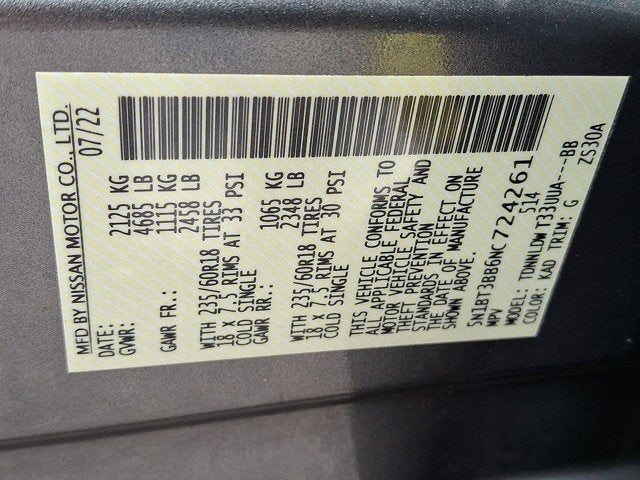 MFD BY NISSAN MOTOR CO., LTD.
DATE: 07/22
GVWR: 2125 KG
4685 LB
GAWR FR.: 1115 KG
2458 LB
WITH 235/60R18 TIRES
18 x 7.5 RIMS AT 33 PSI
COLD SINGLE
GAWR RR.: 1065 KG
2348 LB
WITH 235/60R18 TIRES
18 x 7.5 RIMS AT 30 PSI
COLD SINGLE
THIS VEHICLE CONFORMS TO
ALL APPLICABLE FEDERAL
MOTOR VEHICLE SAFETY AND
THEFT PREVENTION
STANDARDS IN EFFECT ON
THE DATE OF MANUFACTURE
SHOWN ABOVE.
5N1BT3BB6NC724261
MPV 514
MODEL: TDWNLDWT33UUA----BB
COLOR: KAD TRIM: G ZS30A